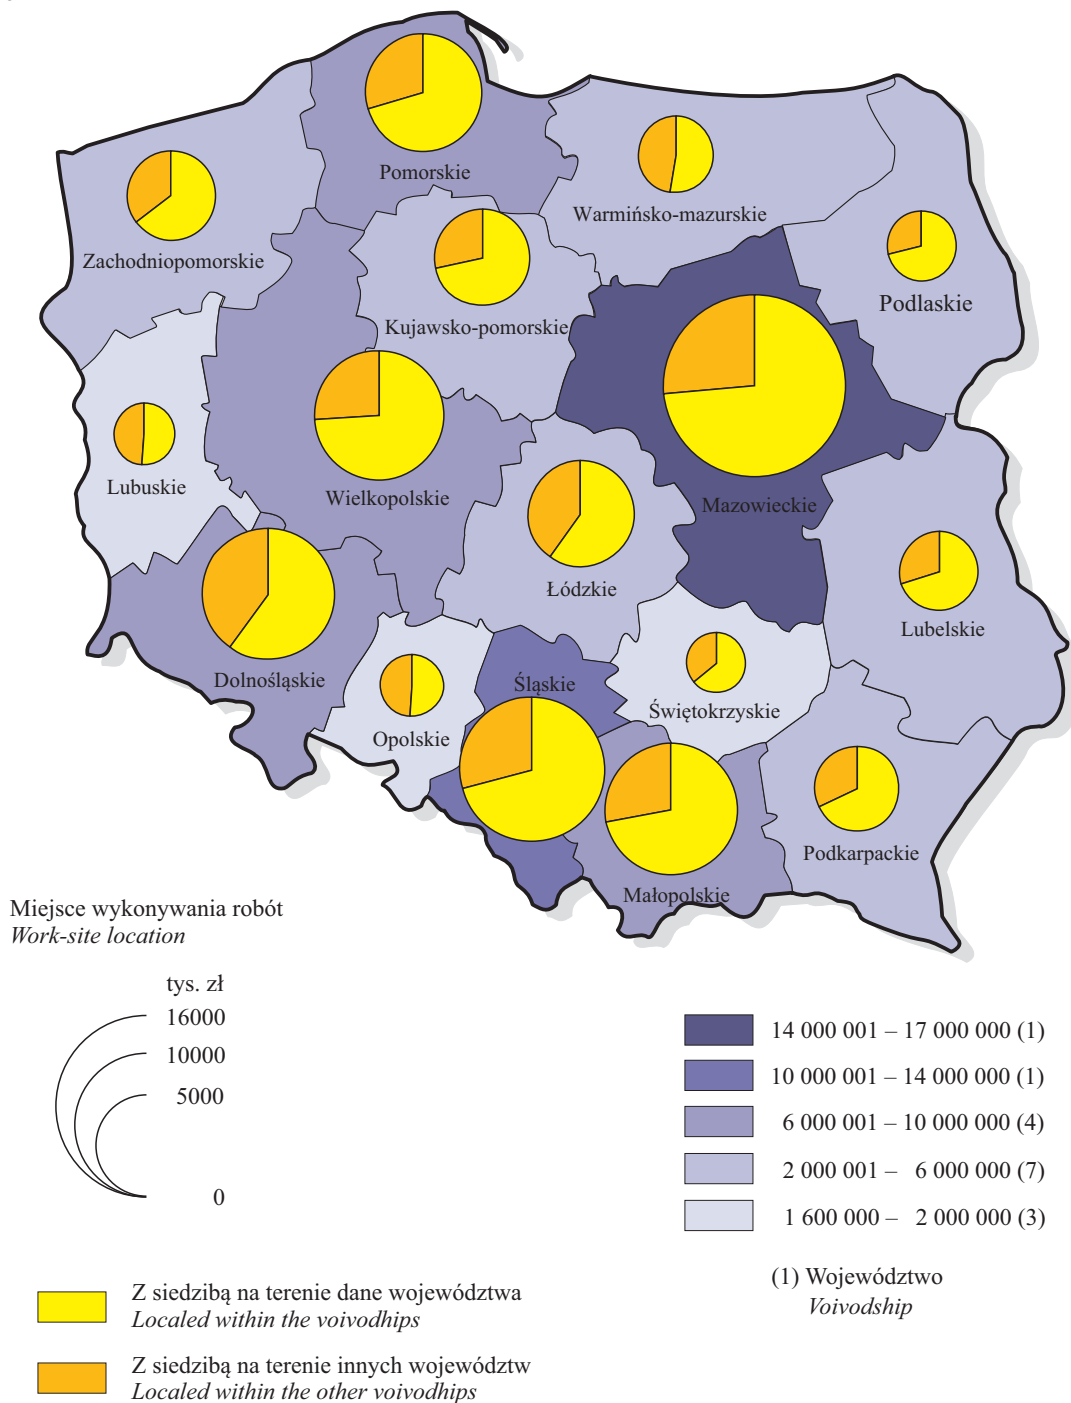 Pomorskie
Warmińsko-mazurskie
Zachodniopomorskie
Podlaskie
Kujawsko-pomorskie
Lubuskie
Wielkopolskie
Mazowieckie
Łódzkie
Lubelskie
Dolnośląskie
Śląskie
Świętokrzyskie
Opolskie
Podkarpackie
Małopolskie
Miejsce wykonywania robót
Work-site location
tys. zł
16000
10000
5000
0
14 000 001 – 17 000 000 (1)
10 000 001 – 14 000 000 (1)
6 000 001 – 10 000 000 (4)
2 000 001 – 6 000 000 (7)
1 600 000 – 2 000 000 (3)
(1) Województwo
Voivodship
Z siedzibą na terenie dane województwa
Localed within the voivodhips
Z siedzibą na terenie innych województw
Localed within the other voivodhips